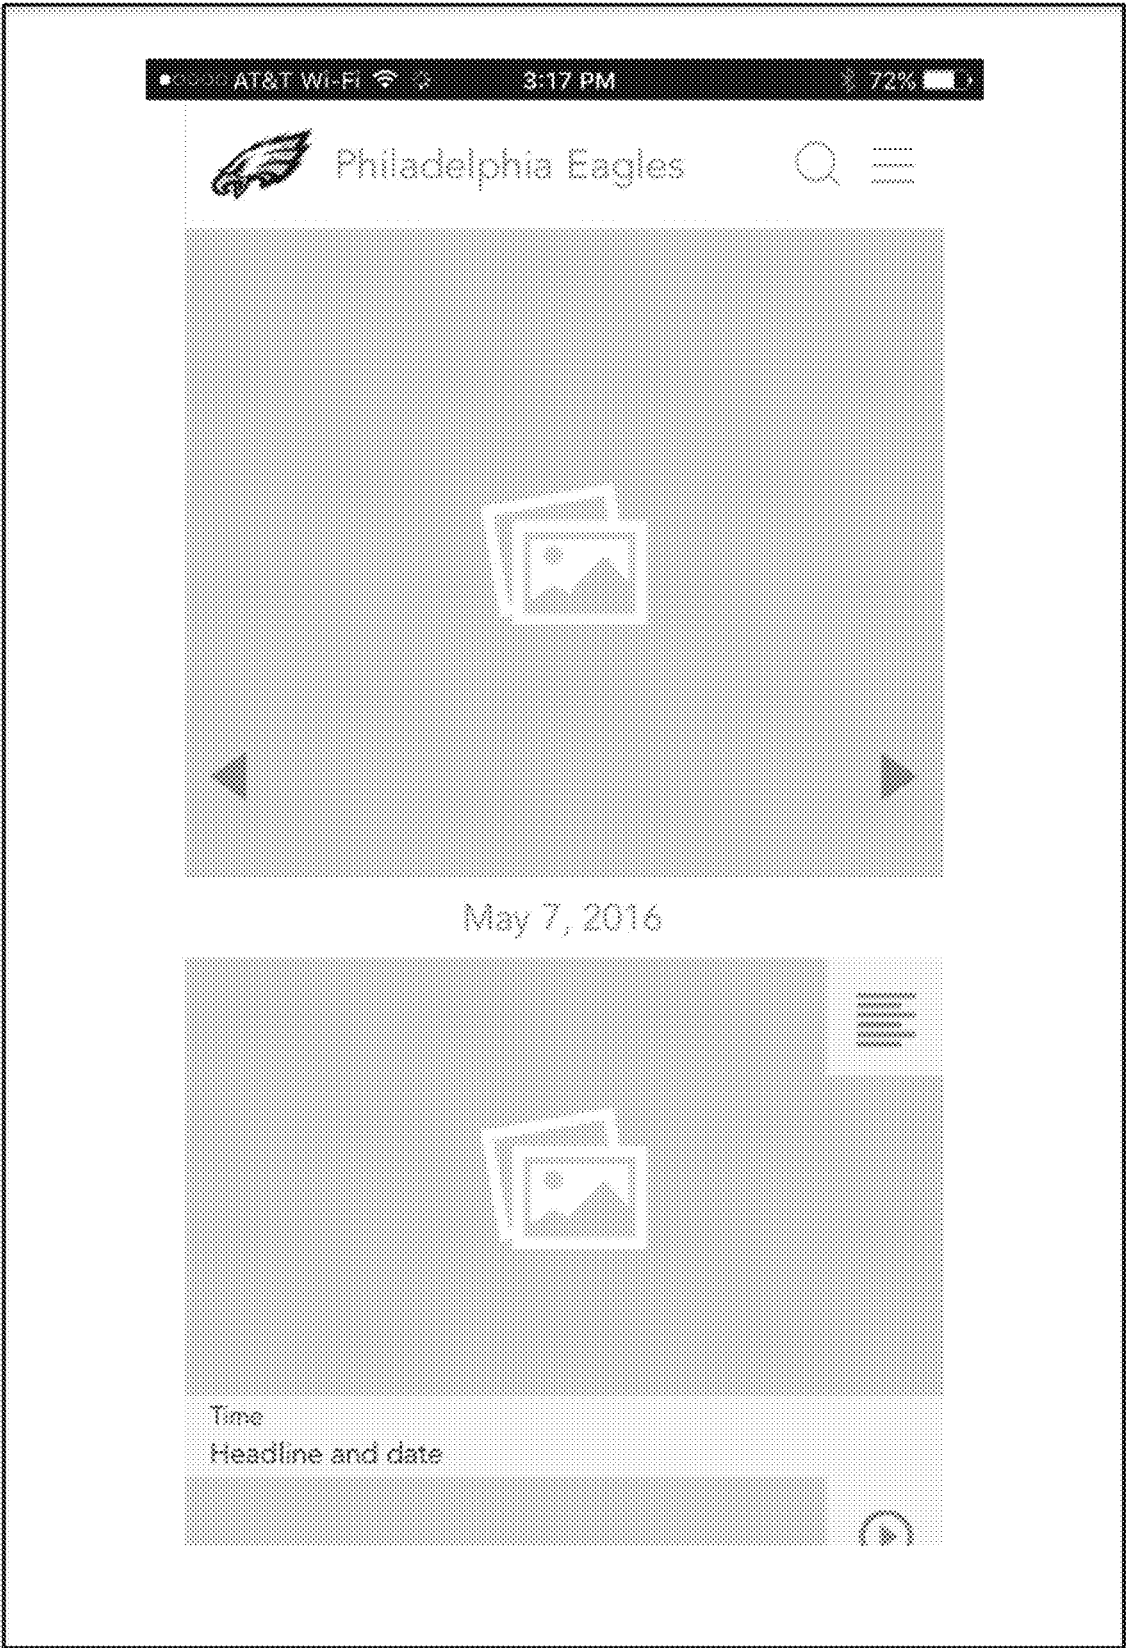 AT&T Wi-Fi 3:17 PM 72%
Philadelphia Eagles
May 7, 2016
Time
Headline and date